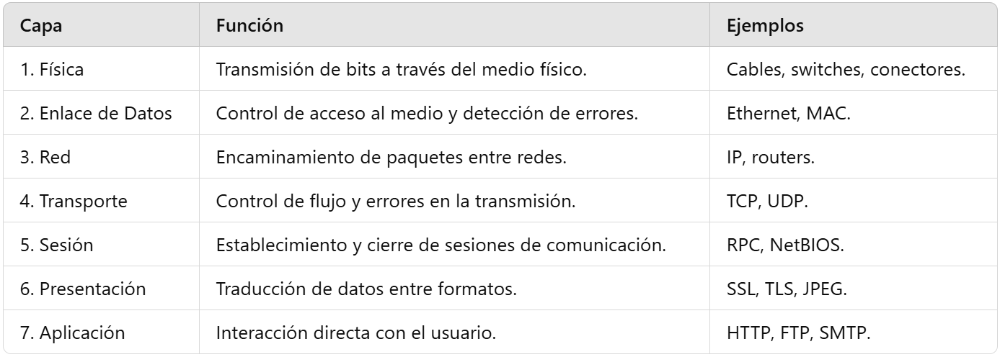 Capa Función Ejemplos
1. Física Transmisión de bits a través del medio físico. Cables, switches, conectores.
2. Enlace de Datos Control de acceso al medio y detección de errores. Ethernet, MAC.
3. Red Encaminamiento de paquetes entre redes. IP, routers.
4. Transporte Control de flujo y errores en la transmisión. TCP, UDP.
5. Sesión Establecimiento y cierre de sesiones de comunicación. RPC, NetBIOS.
6. Presentación Traducción de datos entre formatos. SSL, TLS, JPEG.
7. Aplicación Interacción directa con el usuario. HTTP, FTP, SMTP.